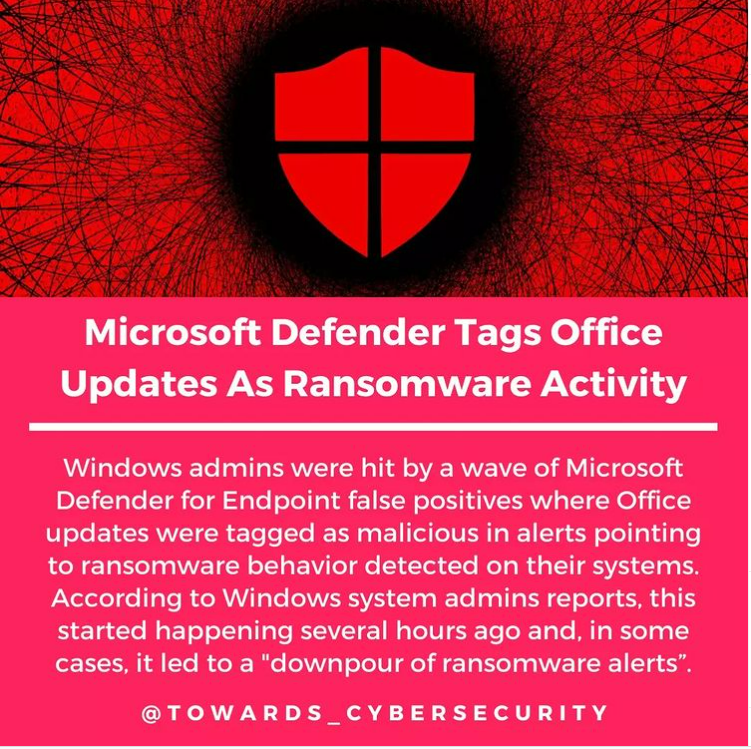 Microsoft Defender Tags Office
Updates As Ransomware Activity
Windows admins were hit by a wave of Microsoft
Defender for Endpoint false positives where Office
updates were tagged as malicious in alerts pointing
to ransomware behavior detected on their systems.
According to Windows system admins reports, this
started happening several hours ago and, in some
cases, it led to a "downpour of ransomware alerts”.
@TOWARDS_CYBERSECURITY